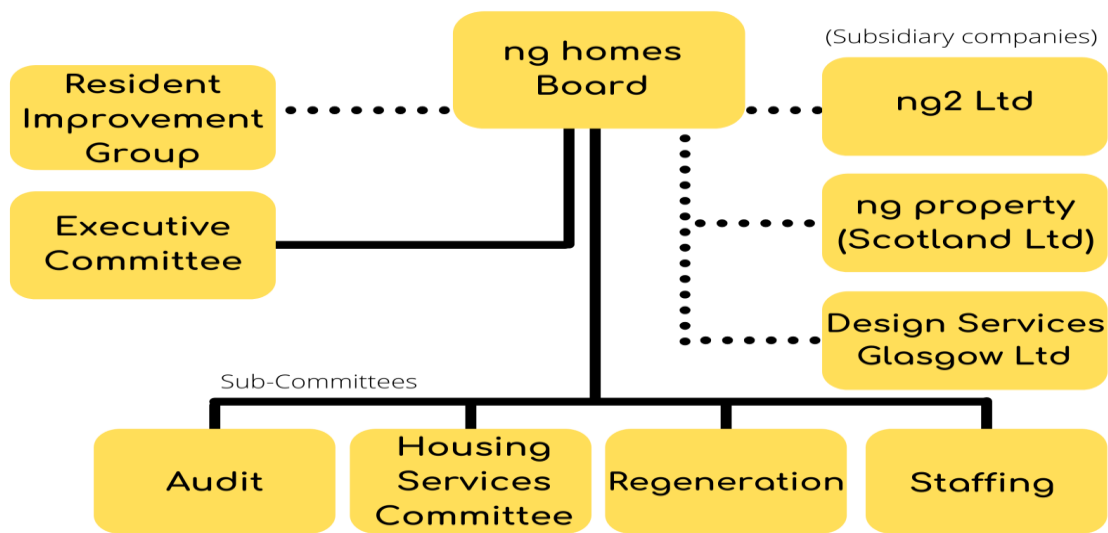 ng homes
Board
(Subsidiary companies)
Resident
Improvement
Group
ng2 Ltd
Executive
Committee
ng property
(Scotland Ltd)
Design Services
Glasgow Ltd
Sub-Committees
Audit
Housing
Services
Committee
Regeneration
Staffing